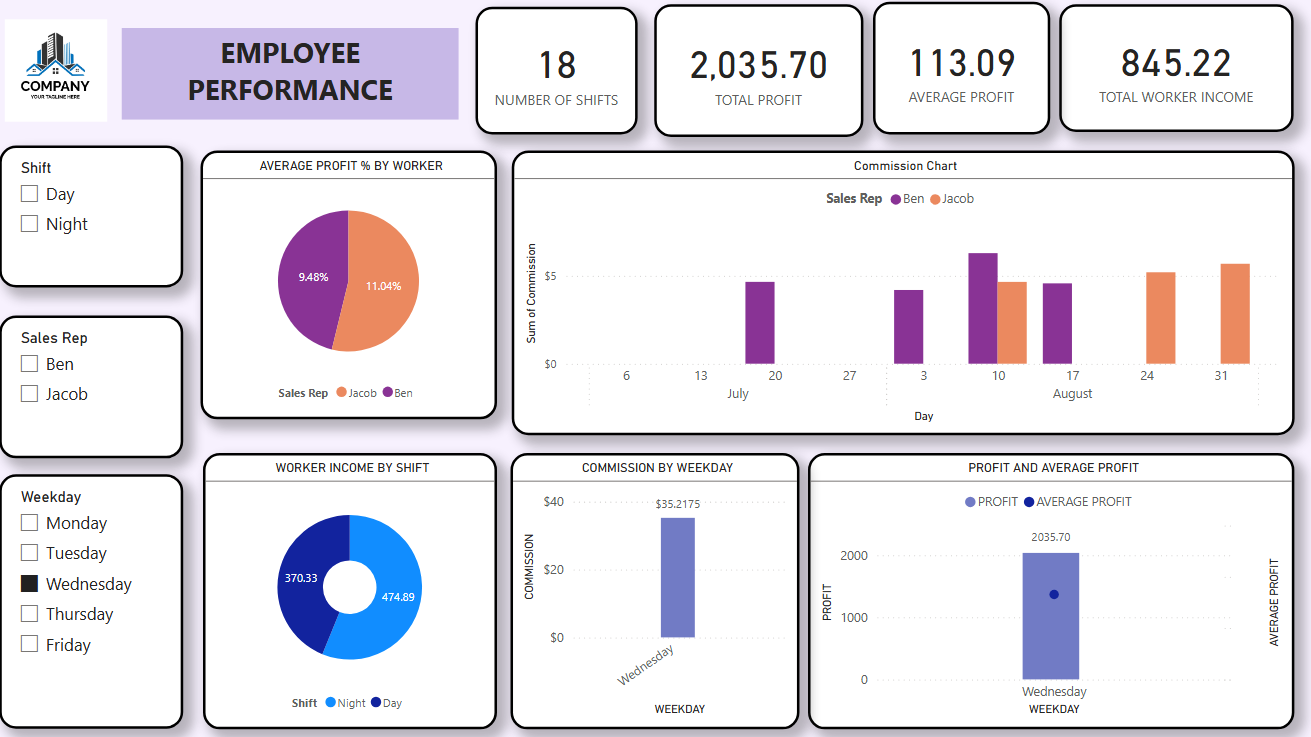 COMPANY
YOUR TAGLINE HERE
EMPLOYEE
PERFORMANCE
18
NUMBER OF SHIFTS
2,035.70
TOTAL PROFIT
113.09
AVERAGE PROFIT
845.22
TOTAL WORKER INCOME
Shift
Day
Night
Sales Rep
Ben
Jacob
Weekday
Monday
Tuesday
Wednesday
Thursday
Friday
AVERAGE PROFIT % BY WORKER
9.48%
11.04%
Sales Rep Jacob Ben
Commission Chart
Sales Rep Ben Jacob
Sum of Commission
$5
$0
6 13 20 27 3 10 17 24 31
July August
Day
WORKER INCOME BY SHIFT
370.33
474.89
Shift Night Day
COMMISSION BY WEEKDAY
COMMISSION
$40
$35.2175
$20
$0
Wednesday
WEEKDAY
PROFIT AND AVERAGE PROFIT
PROFIT AVERAGE PROFIT
2035.70
PROFIT
2000
1000
0
AVERAGE PROFIT
Wednesday
WEEKDAY